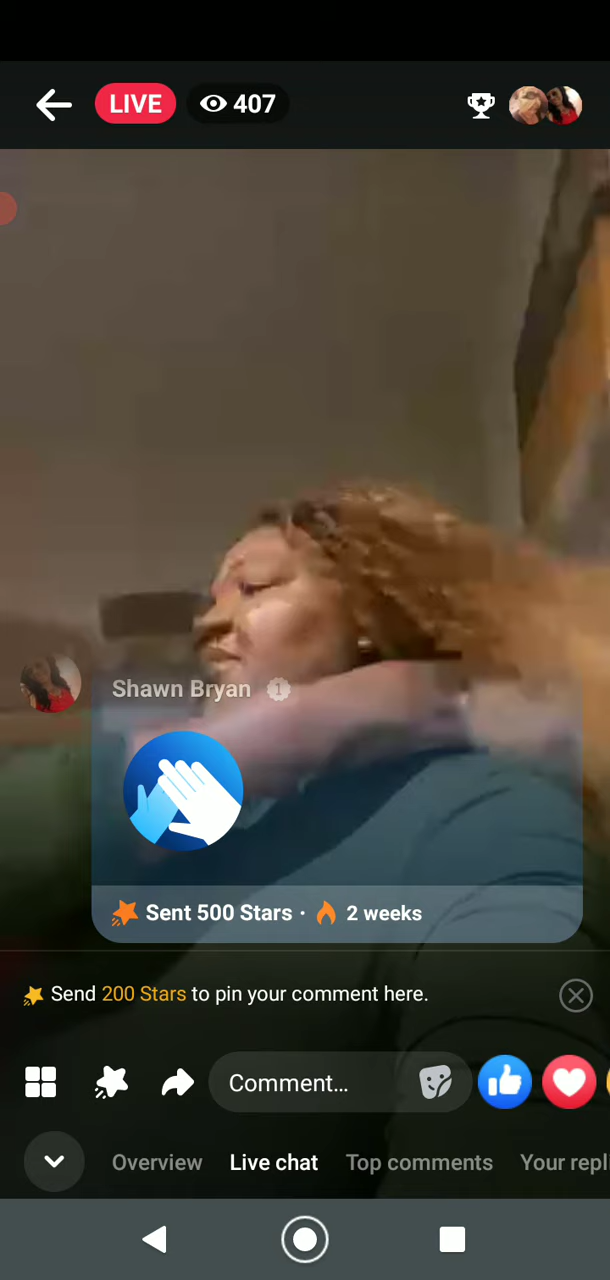 LIVE 407
Shawn Bryan 1
Sent 500 Stars · 2 weeks
Send 200 Stars to pin your comment here.
Comment...
Overview Live chat Top comments Your repl